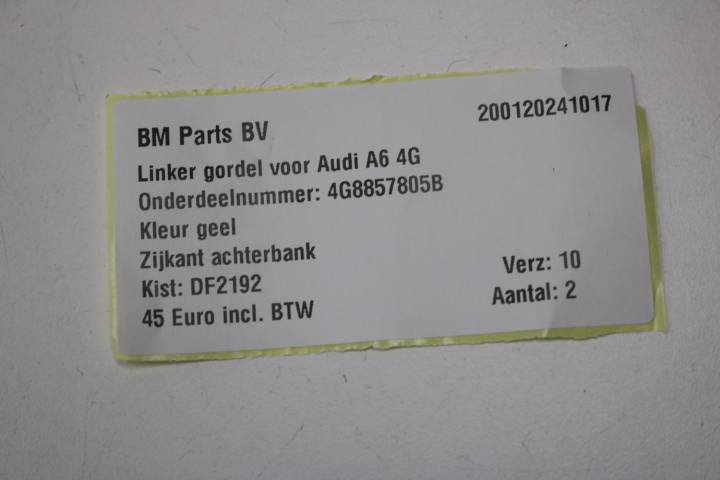 BM Parts BV
200120241017
Linker gordel voor Audi A6 4G
Onderdeelnummer: 4G8857805B
Kleur geel
Zijkant achterbank
Kist: DF2192
Verz: 10
45 Euro incl. BTW
Aantal: 2